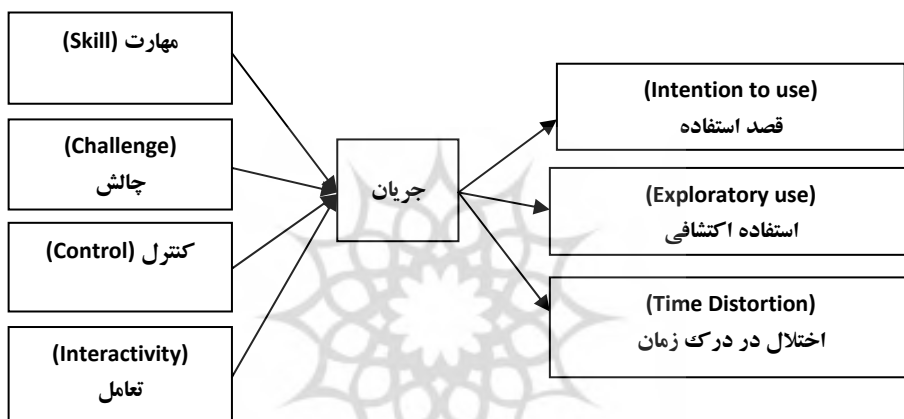 مهارت (Skill)
(Challenge)
چالش
کنترل (Control)
(Interactivity)
تعامل
جریان
(Intention to use)
قصد استفاده
(Exploratory use)
استفاده اکتشافی
(Time Distortion)
اختلال در درک زمان